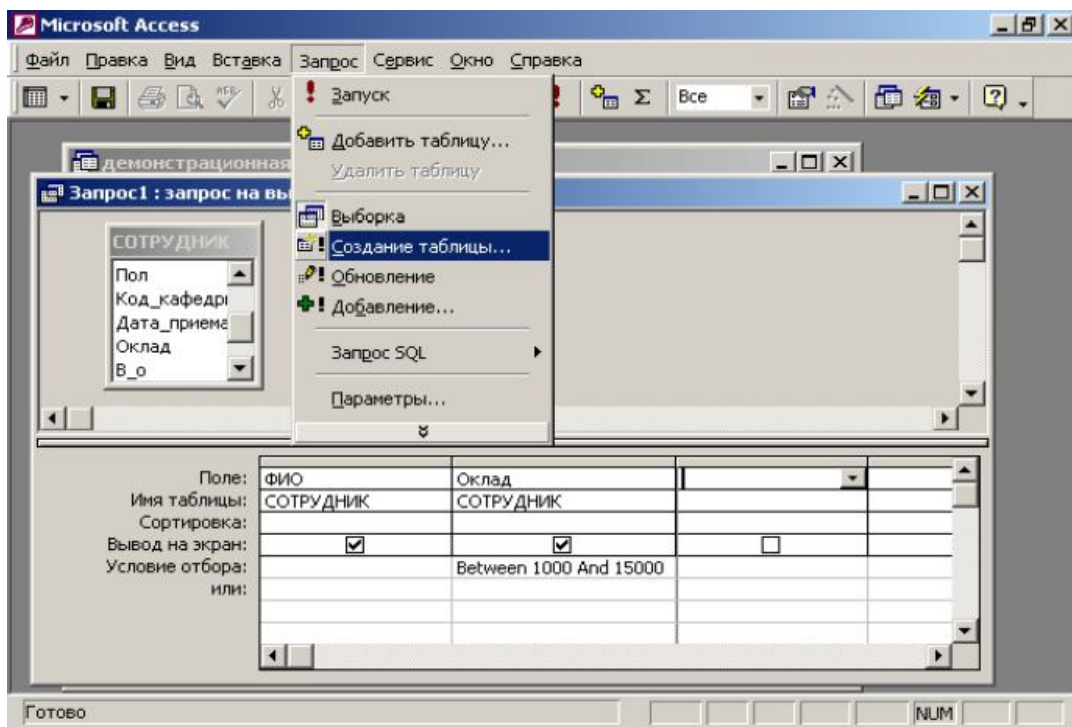 Microsoft Access
Файл Правка Вид Вставка Запрос Сервис Окно Справка
Все
Запуск
Добавить таблицу...
Удалить таблицу
Выборка
Создание таблицы...
Обновление
Добавление...
Запрос SQL
Параметры...
демонстрационная
Запрос1 : запрос на вы
СОТРУДНИК
Пол
Код_кафедры
Дата_приема
Оклад
В_о
Поле: ФИО Оклад
Имя таблицы: СОТРУДНИК СОТРУДНИК
Сортировка:
Вывод на экран:
Условие отбора: Between 1000 And 15000
или:
Готово NUM